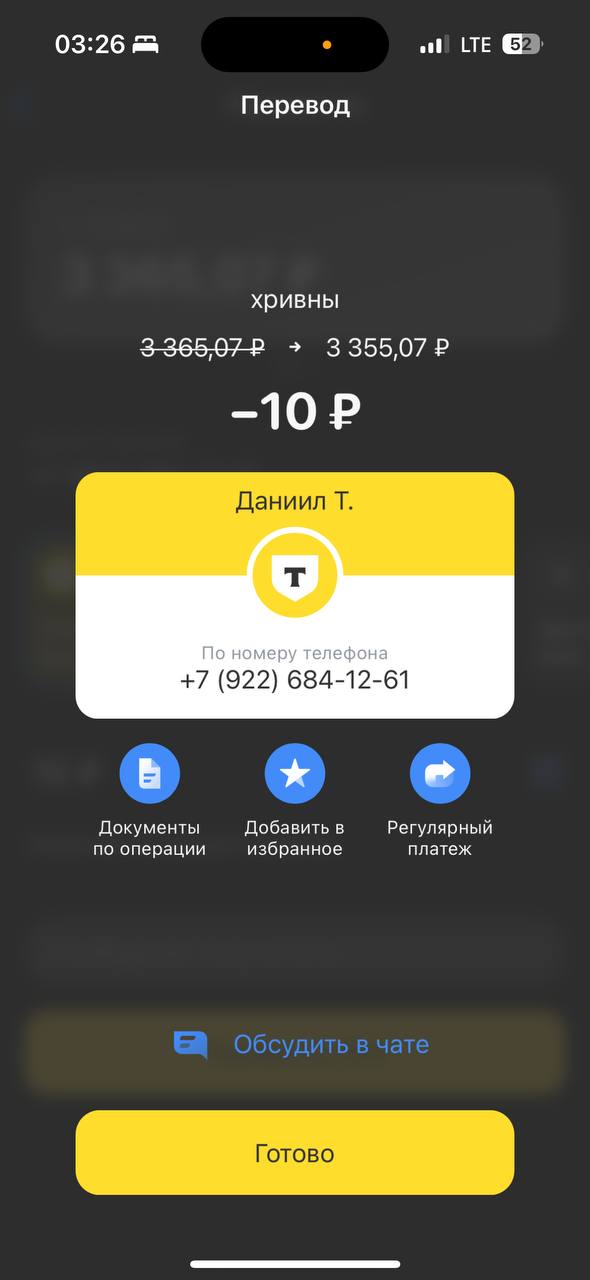 03:26
LTE
52
Перевод
хривны
3 365,07 ₽ → 3 355,07 ₽
–10 ₽
Даниил Т.
Т
По номеру телефона
+7 (922) 684-12-61
Документы
по операции
Добавить в
избранное
Регулярный
платеж
Обсудить в чате
Готово